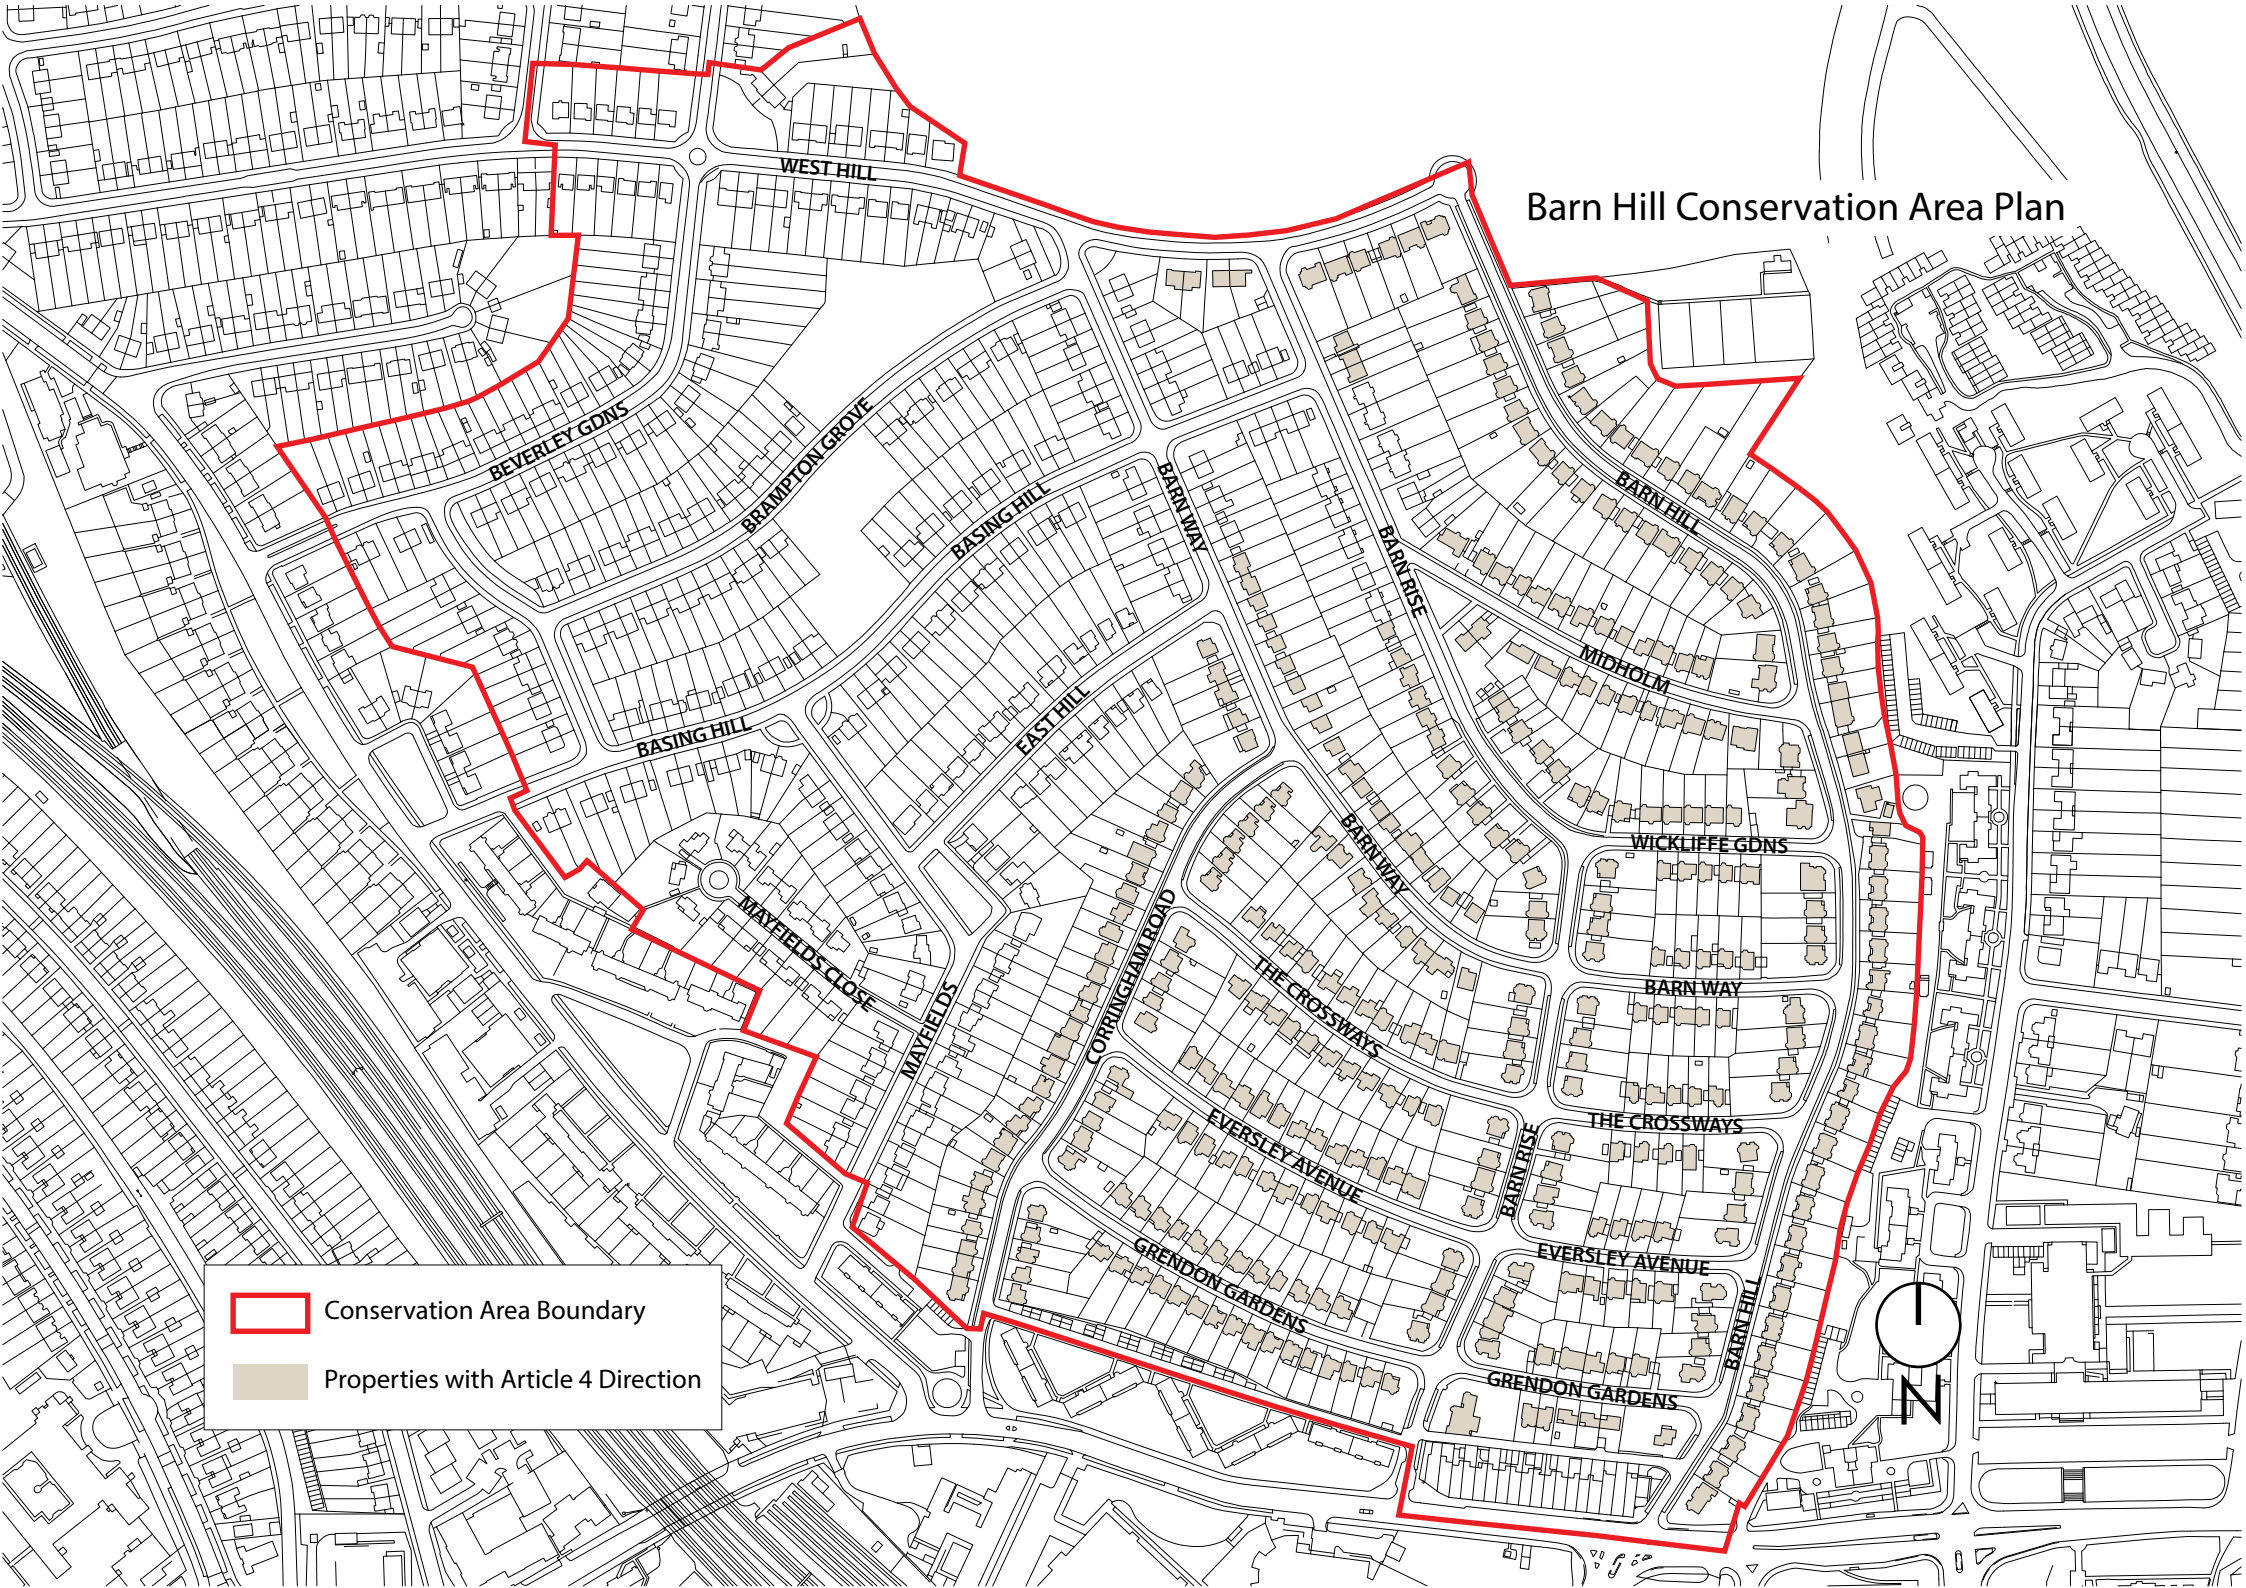 WEST HILL
Barn Hill Conservation Area Plan
BEVERLEY GDNS
BRAMPTON GROVE
BASING HILL
BARN WAY
BARN HILL
BARN RISE
MIDHOLM
EAST HILL
BASING HILL
BARN WAY
WICKLIFFE GDNS
MAYFIELDS CLOSE
CORRINGHAM ROAD
THE CROSSWAYS
BARN WAY
MAYFIELDS
THE CROSSWAYS
EVERSLEY AVENUE
BARN RISE
GRENDON GARDENS
EVERSLEY AVENUE
BARN HILL
GRENDON GARDENS
Conservation Area Boundary
Properties with Article 4 Direction
N